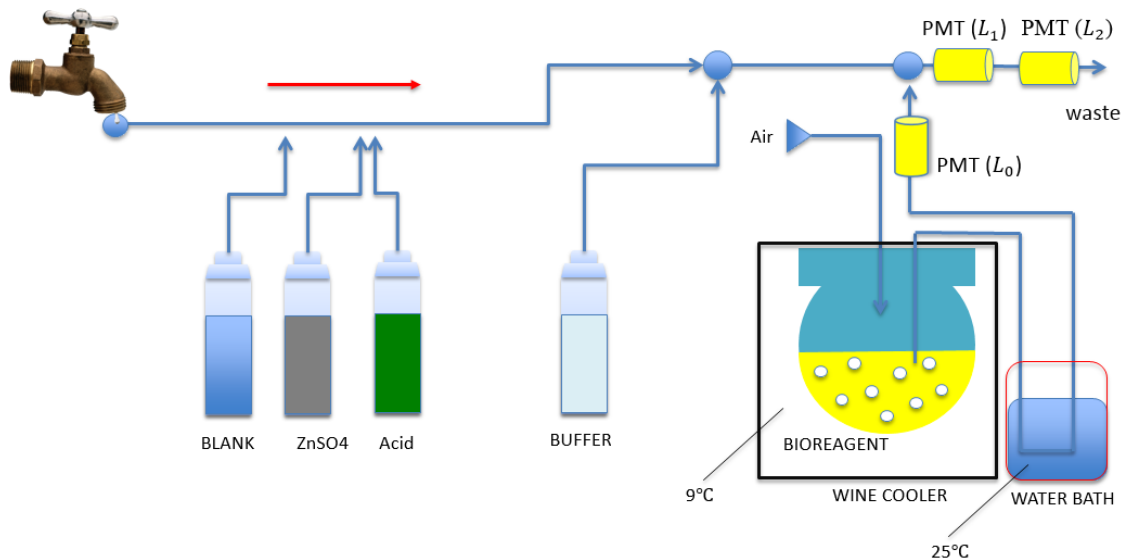 PMT (L₁)
PMT (L₂)
waste
Air
PMT (L₀)
BLANK
ZnSO4
Acid
BUFFER
BIOREAGENT
9°C
WINE COOLER
WATER BATH
25°C